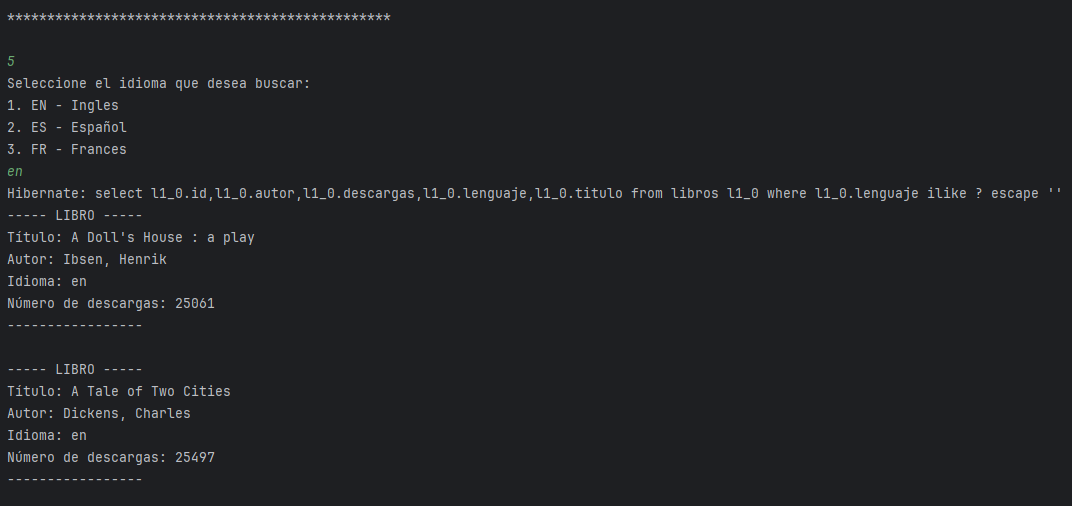 ************************************************
5
Seleccione el idioma que desea buscar:
1. EN - Ingles
2. ES - Español
3. FR - Frances
en
Hibernate: select l1_0.id,l1_0.autor,l1_0.descargas,l1_0.lenguaje,l1_0.titulo from libros l1_0 where l1_0.lenguaje ilike ? escape ''
----- LIBRO -----
Título: A Doll's House : a play
Autor: Ibsen, Henrik
Idioma: en
Número de descargas: 25061
-----------------
----- LIBRO -----
Título: A Tale of Two Cities
Autor: Dickens, Charles
Idioma: en
Número de descargas: 25497
-----------------